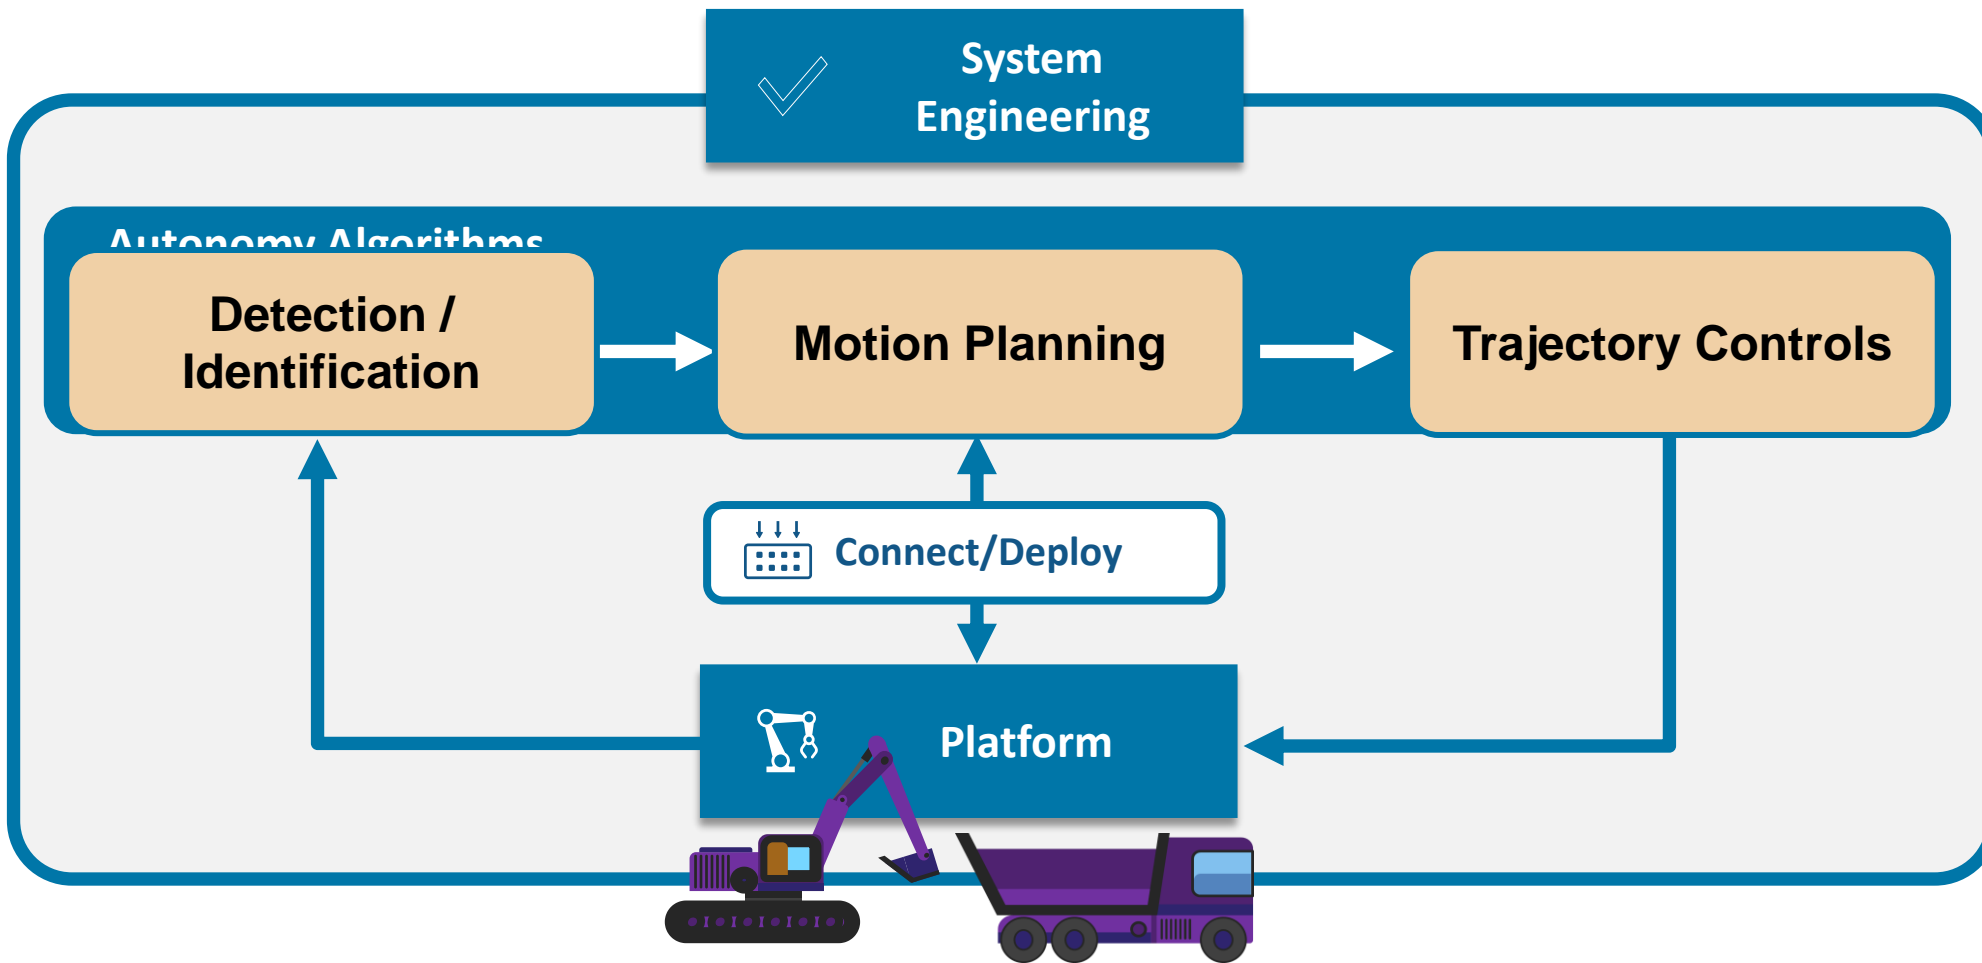 System
Engineering
Autonomy Algorithms
Detection /
Identification
Motion Planning
Trajectory Controls
Connect/Deploy
Platform